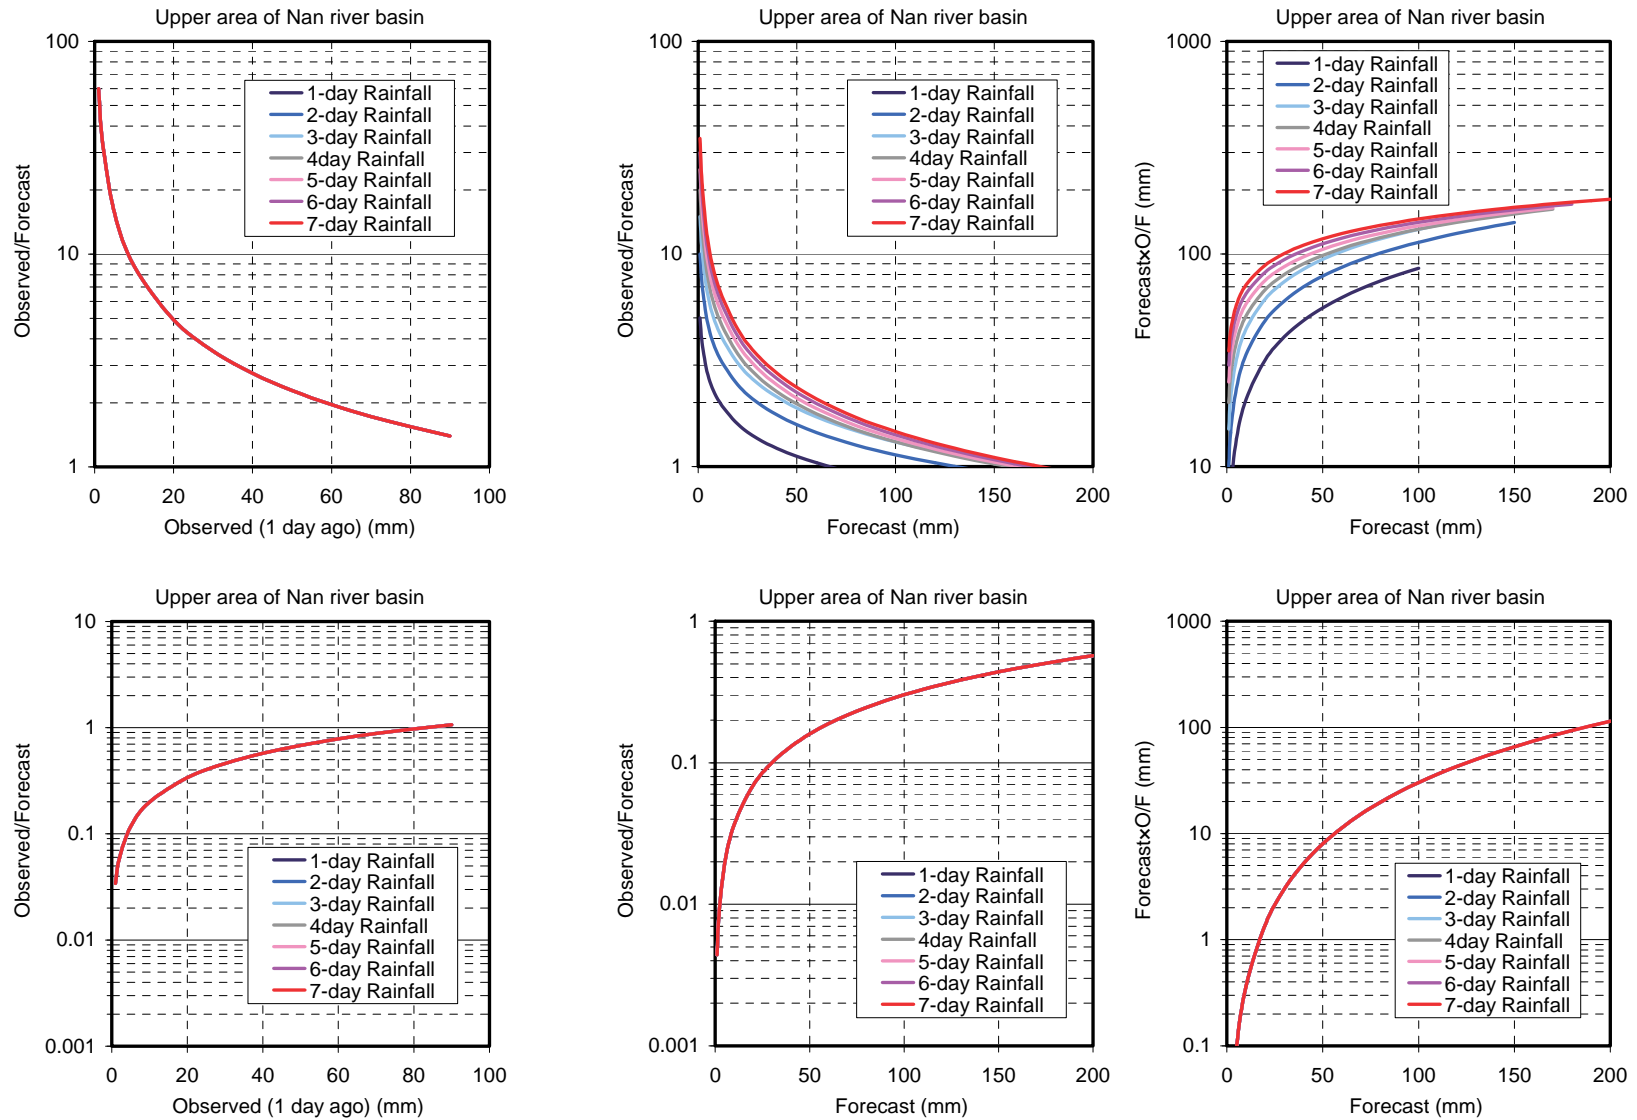 Upper area of Nan river basin
100
10
1
0 20 40 60 80 100
Observed/Forecast
Observed (1 day ago) (mm)
1-day Rainfall
2-day Rainfall
3-day Rainfall
4day Rainfall
5-day Rainfall
6-day Rainfall
7-day Rainfall
Upper area of Nan river basin
100
10
1
0 50 100 150 200
Observed/Forecast
Forecast (mm)
1-day Rainfall
2-day Rainfall
3-day Rainfall
4day Rainfall
5-day Rainfall
6-day Rainfall
7-day Rainfall
Upper area of Nan river basin
1000
100
10
0 50 100 150 200
Forecast×O/F (mm)
Forecast (mm)
1-day Rainfall
2-day Rainfall
3-day Rainfall
4day Rainfall
5-day Rainfall
6-day Rainfall
7-day Rainfall
Upper area of Nan river basin
10
1
0.1
0.01
0.001
0 20 40 60 80 100
Observed/Forecast
Observed (1 day ago) (mm)
1-day Rainfall
2-day Rainfall
3-day Rainfall
4day Rainfall
5-day Rainfall
6-day Rainfall
7-day Rainfall
Upper area of Nan river basin
1
0.1
0.01
0.001
0 50 100 150 200
Observed/Forecast
Forecast (mm)
1-day Rainfall
2-day Rainfall
3-day Rainfall
4day Rainfall
5-day Rainfall
6-day Rainfall
7-day Rainfall
Upper area of Nan river basin
1000
100
10
1
0.1
0 50 100 150 200
Forecast×O/F (mm)
Forecast (mm)
1-day Rainfall
2-day Rainfall
3-day Rainfall
4day Rainfall
5-day Rainfall
6-day Rainfall
7-day Rainfall